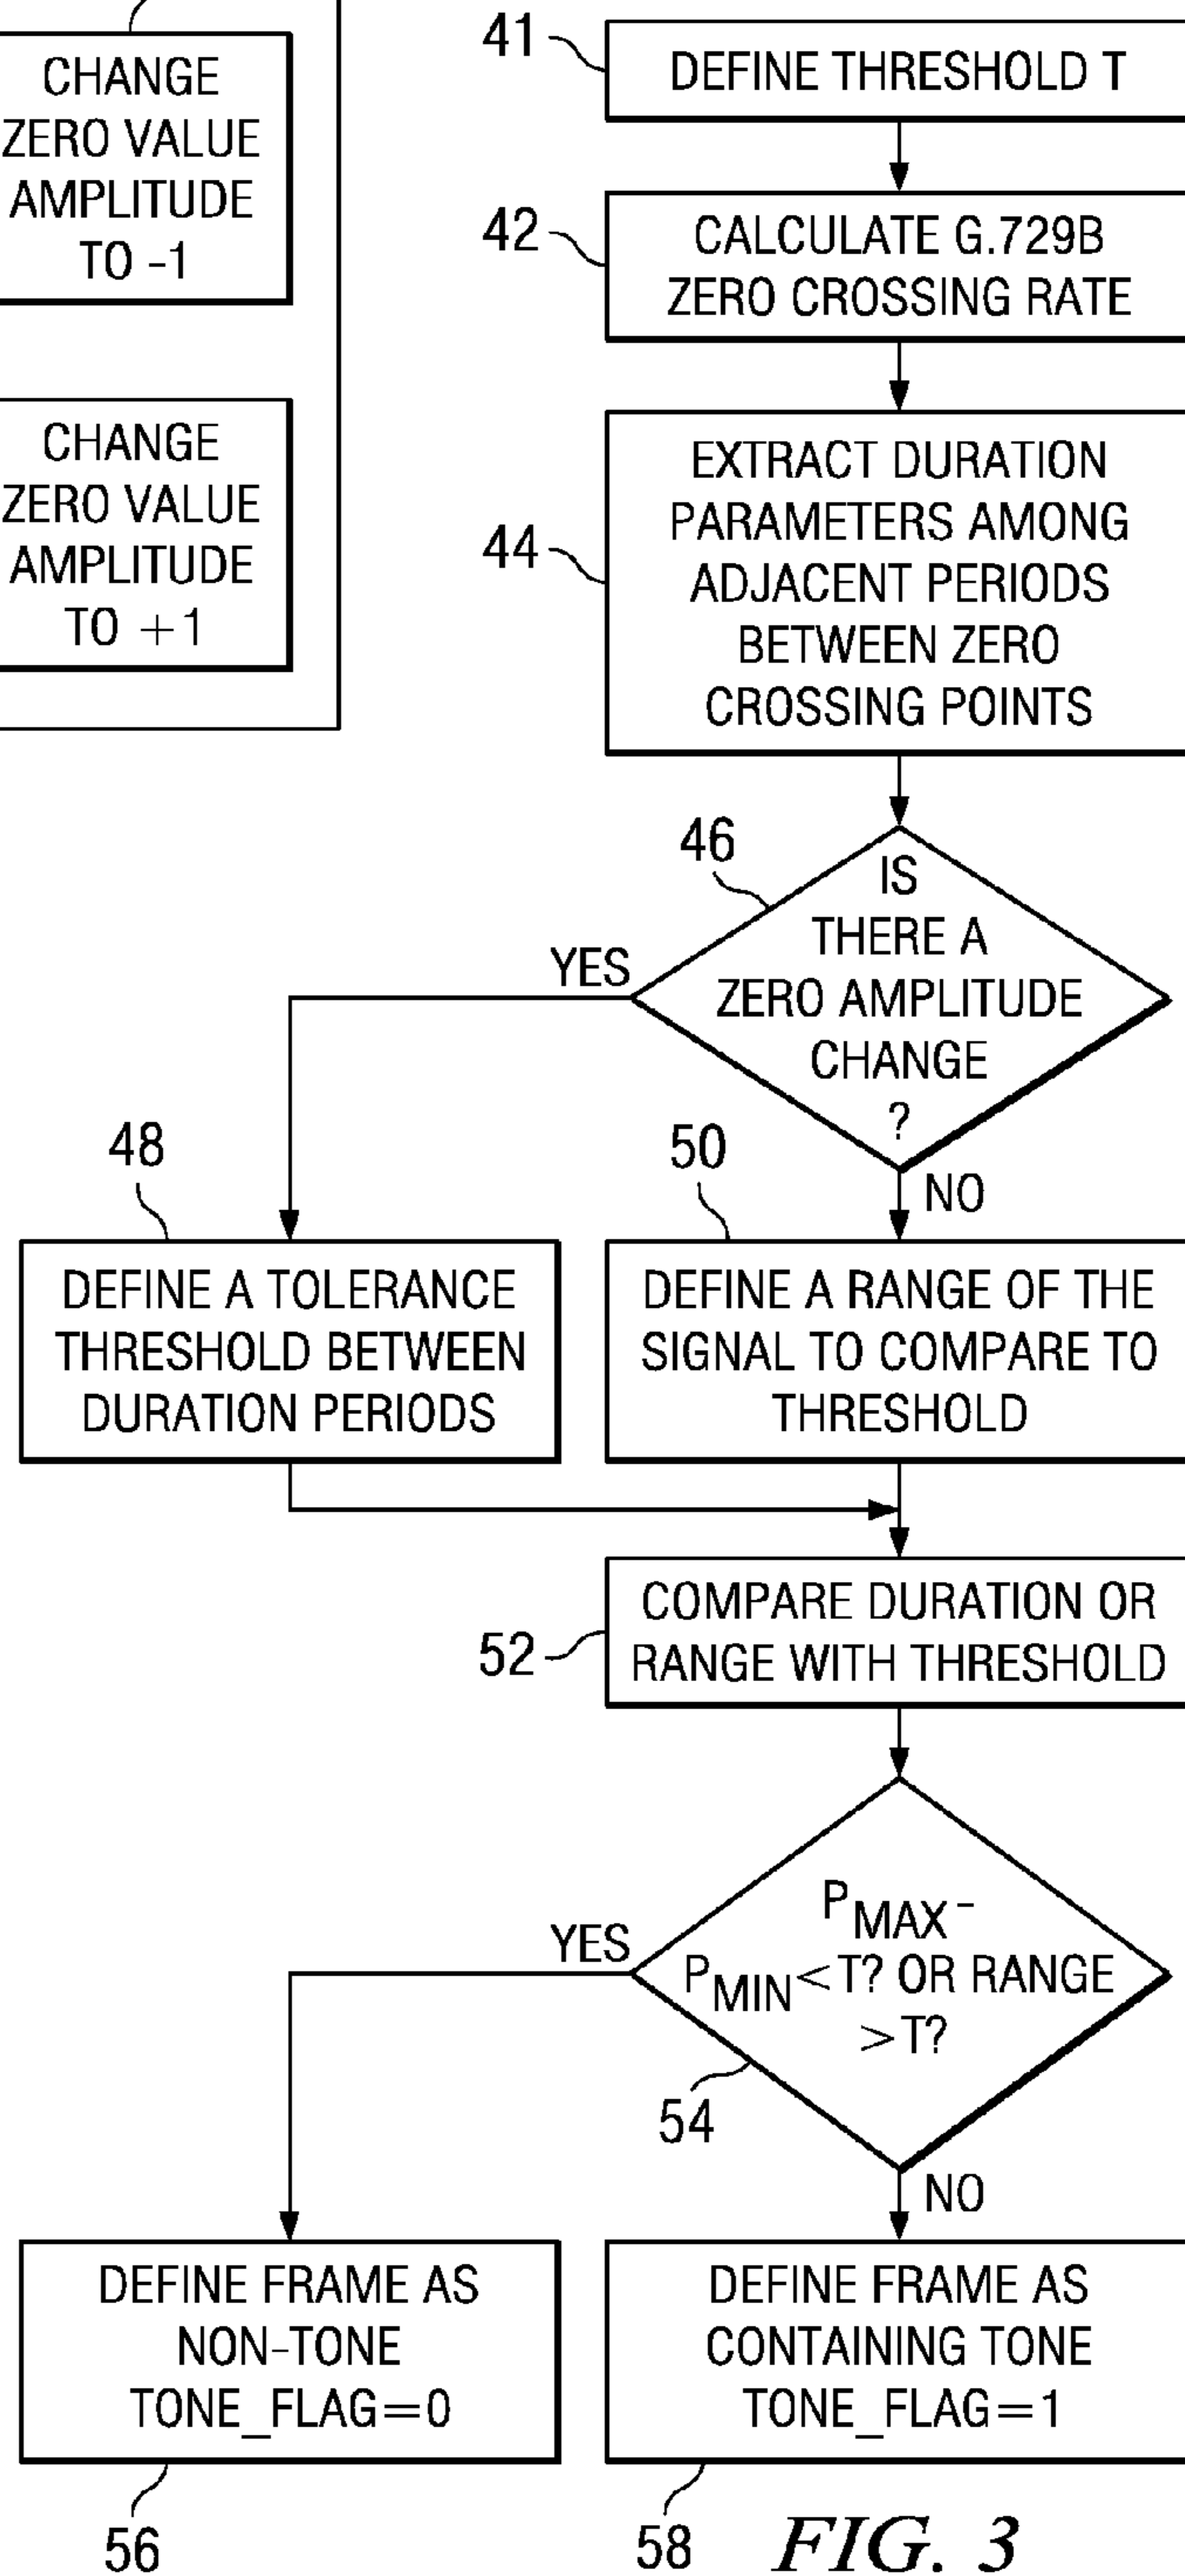 CHANGE
ZERO VALUE
AMPLITUDE
TO -1
CHANGE
ZERO VALUE
AMPLITUDE
TO +1
41
DEFINE THRESHOLD T
42
CALCULATE G.729B
ZERO CROSSING RATE
44
EXTRACT DURATION
PARAMETERS AMONG
ADJACENT PERIODS
BETWEEN ZERO
CROSSING POINTS
46
IS
THERE A
ZERO AMPLITUDE
CHANGE
?
YES
NO
48
DEFINE A TOLERANCE
THRESHOLD BETWEEN
DURATION PERIODS
50
DEFINE A RANGE OF THE
SIGNAL TO COMPARE TO
THRESHOLD
52
COMPARE DURATION OR
RANGE WITH THRESHOLD
PMAX-
PMIN<T? OR RANGE
>T?
54
YES
NO
DEFINE FRAME AS
NON-TONE
TONE_FLAG=0
56
DEFINE FRAME AS
CONTAINING TONE
TONE_FLAG=1
58
FIG. 3